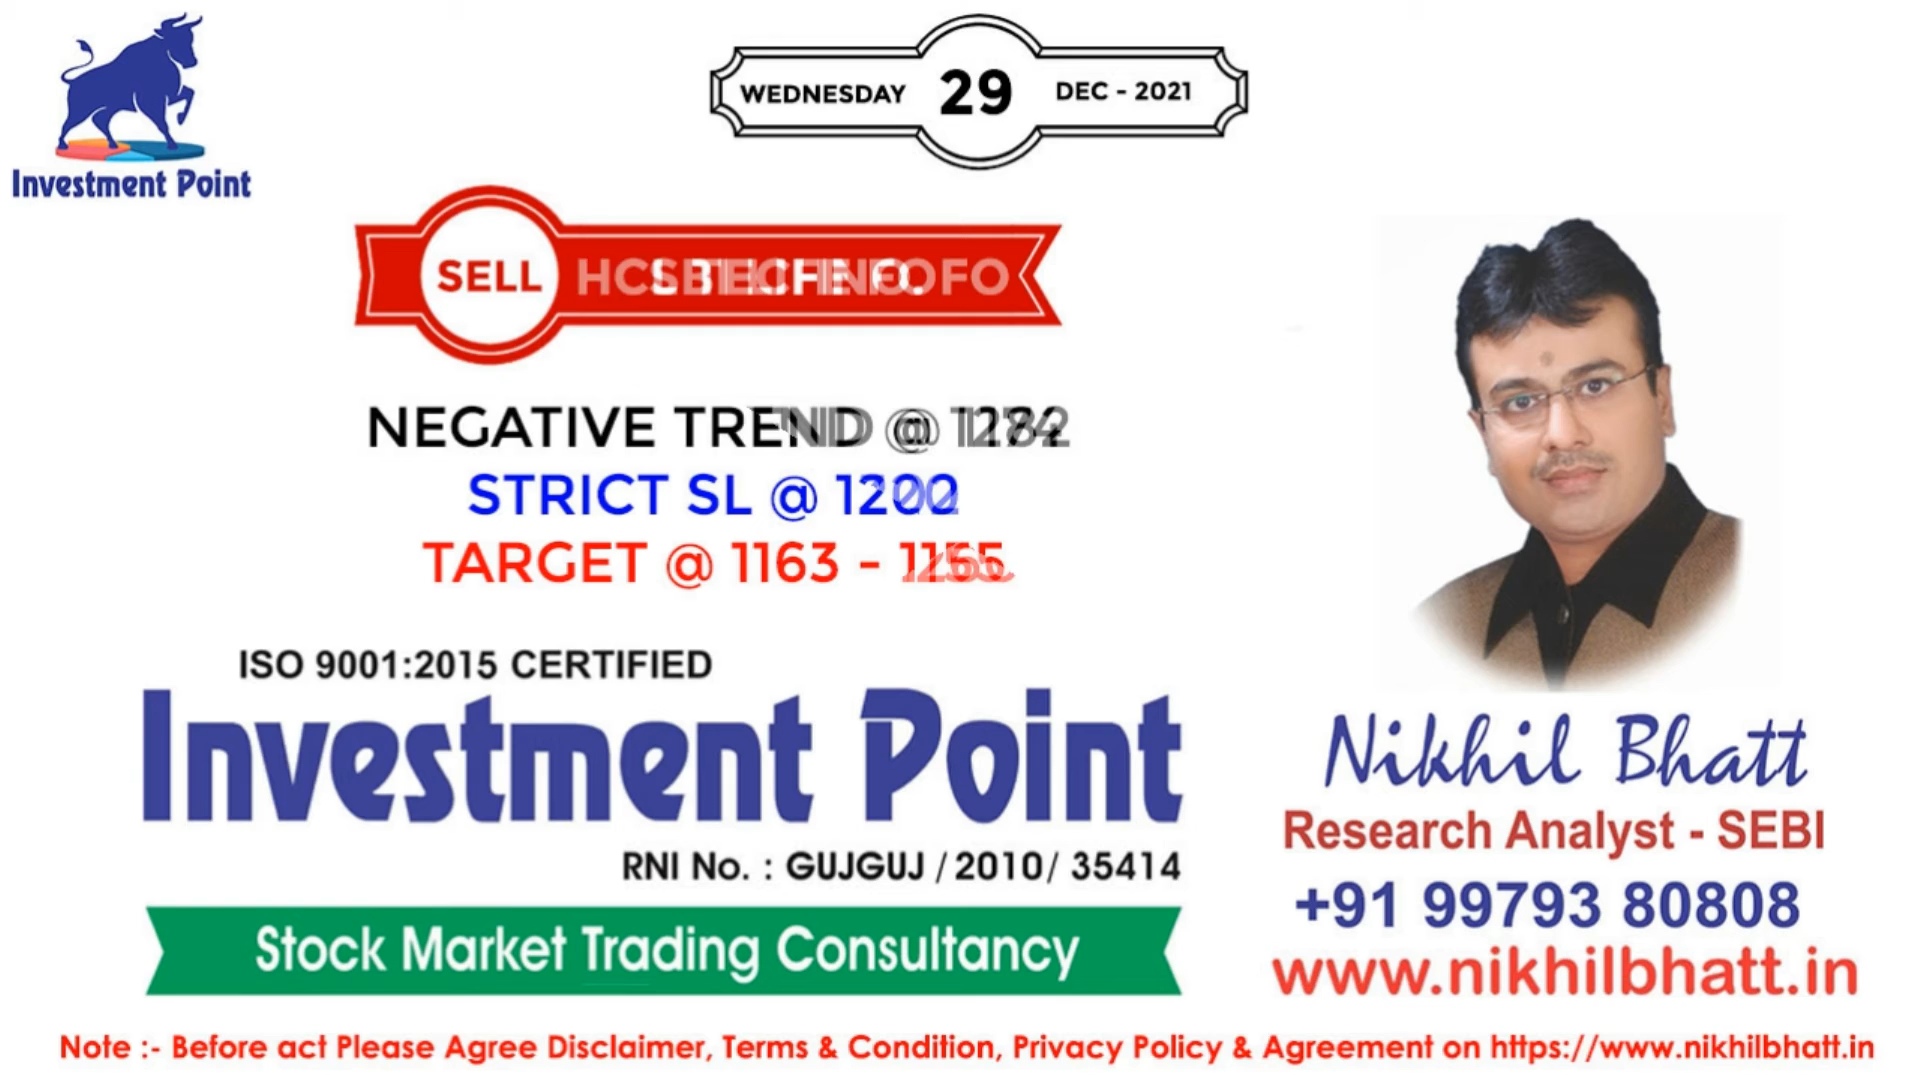 Investment Point
WEDNESDAY 29 DEC - 2021
SELL
NEGATIVE TREND @
STRICT SL @
TARGET @ 1163 -
ISO 9001:2015 CERTIFIED
Investment Point
RNI No. : GUJGUJ / 2010/ 35414
Stock Market Trading Consultancy
Nikhil Bhatt
Research Analyst - SEBI
+91 99793 80808
www.nikhilbhatt.in
Note :- Before act Please Agree Disclaimer, Terms & Condition, Privacy Policy & Agreement on https://www.nikhilbhatt.in